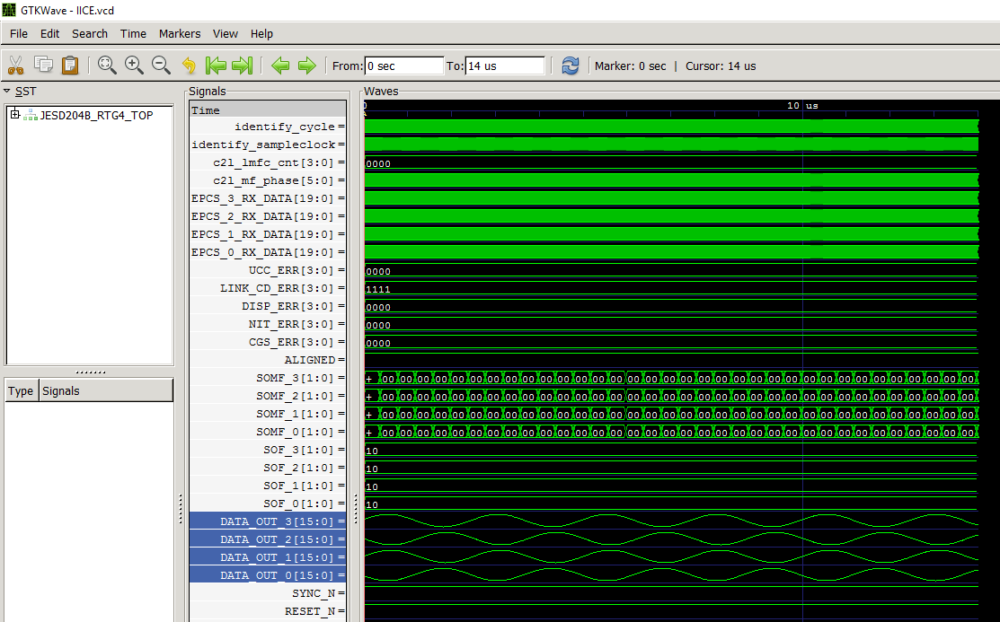 GTKWave - IICE.vcd
File Edit Search Time Markers View Help
From: 0 sec To: 14 us Marker: 0 sec | Cursor: 14 us
SST
JESD204B_RTG4_TOP
Type Signals
Signals
Time
identify_cycle =
identify_sampleclock =
c2l_lmfc_cnt[3:0] =
c2l_mf_phase[5:0] =
EPCS_3_RX_DATA[19:0] =
EPCS_2_RX_DATA[19:0] =
EPCS_1_RX_DATA[19:0] =
EPCS_0_RX_DATA[19:0] =
UCC_ERR[3:0] =
LINK_CD_ERR[3:0] =
DISP_ERR[3:0] =
NIT_ERR[3:0] =
CGS_ERR[3:0] =
ALIGNED =
SOMF_3[1:0] =
SOMF_2[1:0] =
SOMF_1[1:0] =
SOMF_0[1:0] =
SOF_3[1:0] =
SOF_2[1:0] =
SOF_1[1:0] =
SOF_0[1:0] =
DATA_OUT_3[15:0] =
DATA_OUT_2[15:0] =
DATA_OUT_1[15:0] =
DATA_OUT_0[15:0] =
SYNC_N =
RESET_N =
Waves
0 10 us
0000
0000
1111
0000
0000
0000
+ 00 00 00 00 00 00 00 00 00 00 00 00 00 00 00 00 00 00 00 00 00 00 00 00 00 00 00 00 00 00 00 00 00 00
+ 00 00 00 00 00 00 00 00 00 00 00 00 00 00 00 00 00 00 00 00 00 00 00 00 00 00 00 00 00 00 00 00 00 00
+ 00 00 00 00 00 00 00 00 00 00 00 00 00 00 00 00 00 00 00 00 00 00 00 00 00 00 00 00 00 00 00 00 00 00
+ 00 00 00 00 00 00 00 00 00 00 00 00 00 00 00 00 00 00 00 00 00 00 00 00 00 00 00 00 00 00 00 00 00 00
10
10
10
10